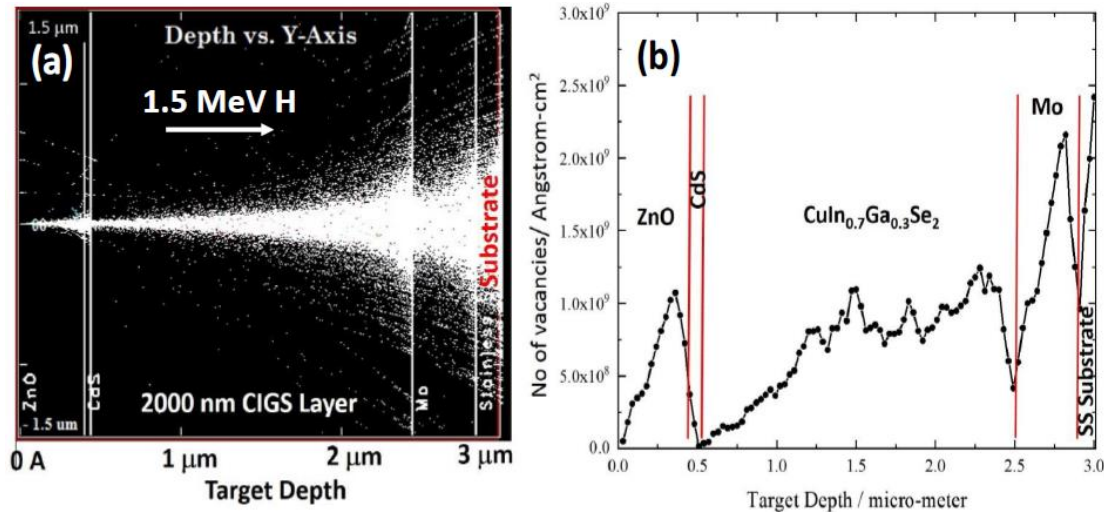 (a)
1.5 μm
Depth vs. Y-Axis
1.5 MeV H
00
Substrate
Stainless
ZnO
CdS
Mo
- 1.5 um
2000 nm CIGS Layer
0 A
1 μm
2 μm
3 μm
Target Depth
(b)
3.0x10⁹
2.5x10⁹
2.0x10⁹
1.5x10⁹
1.0x10⁹
5.0x10⁸
0.0
No of vacancies/ Angstrom-cm²
ZnO
CdS
CuIn₀.₇Ga₀.₃Se₂
Mo
SS Substrate
0.0 0.5 1.0 1.5 2.0 2.5 3.0
Target Depth / micro-meter